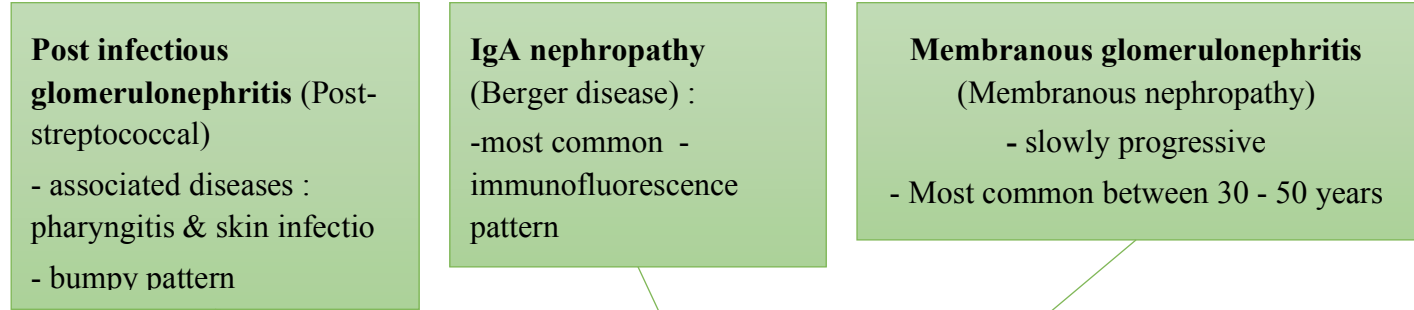 Post infectious
glomerulonephritis (Post-
streptococcal)
- associated diseases :
pharyngitis & skin infectio
- bumpy pattern
IgA nephropathy
(Berger disease) :
-most common -
immunofluorescence
pattern
Membranous glomerulonephritis
(Membranous nephropathy)
- slowly progressive
- Most common between 30 - 50 years